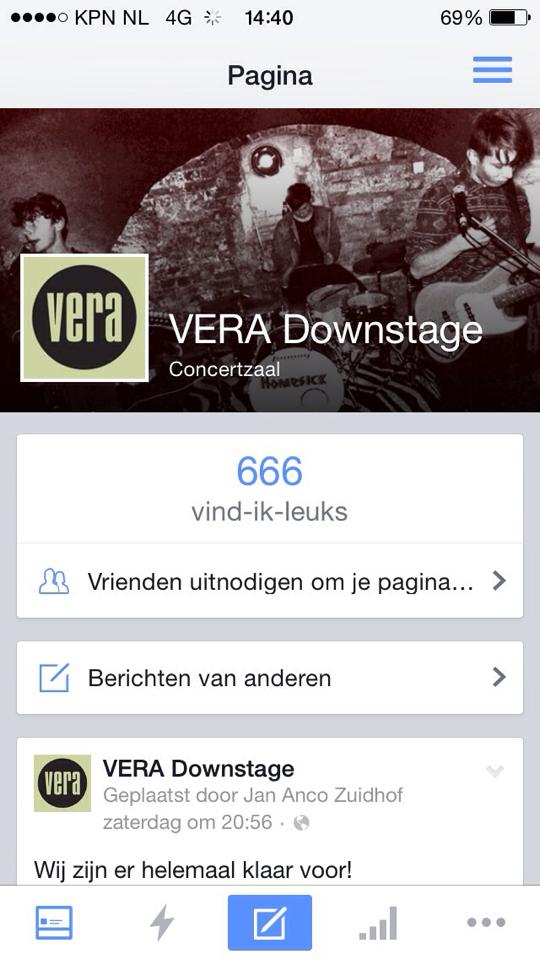 KPN NL 4G 14:40 69%
Pagina
vera
VERA Downstage
Concertzaal
HOMESICK
666
vind-ik-leuks
Vrienden uitnodigen om je pagina...
Berichten van anderen
vera
VERA Downstage
Geplaatst door Jan Anco Zuidhof
zaterdag om 20:56 ·
Wij zijn er helemaal klaar voor!